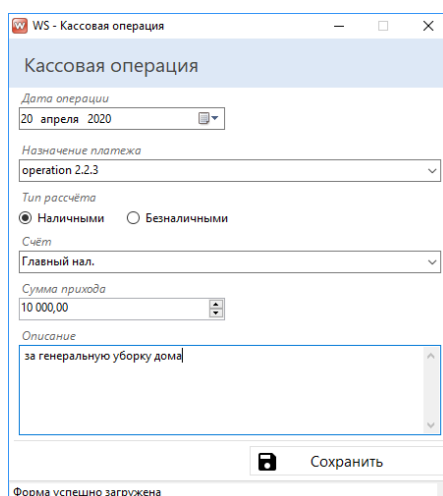 WS - Кассовая операция
Кассовая операция
Дата операции
20 апреля 2020
Назначение платежа
operation 2.2.3
Тип рассчёта
Наличными Безналичными
Счёт
Главный нал.
Сумма прихода
10 000,00
Описание
за генеральную уборку дома
Сохранить
Форма успешно загружена